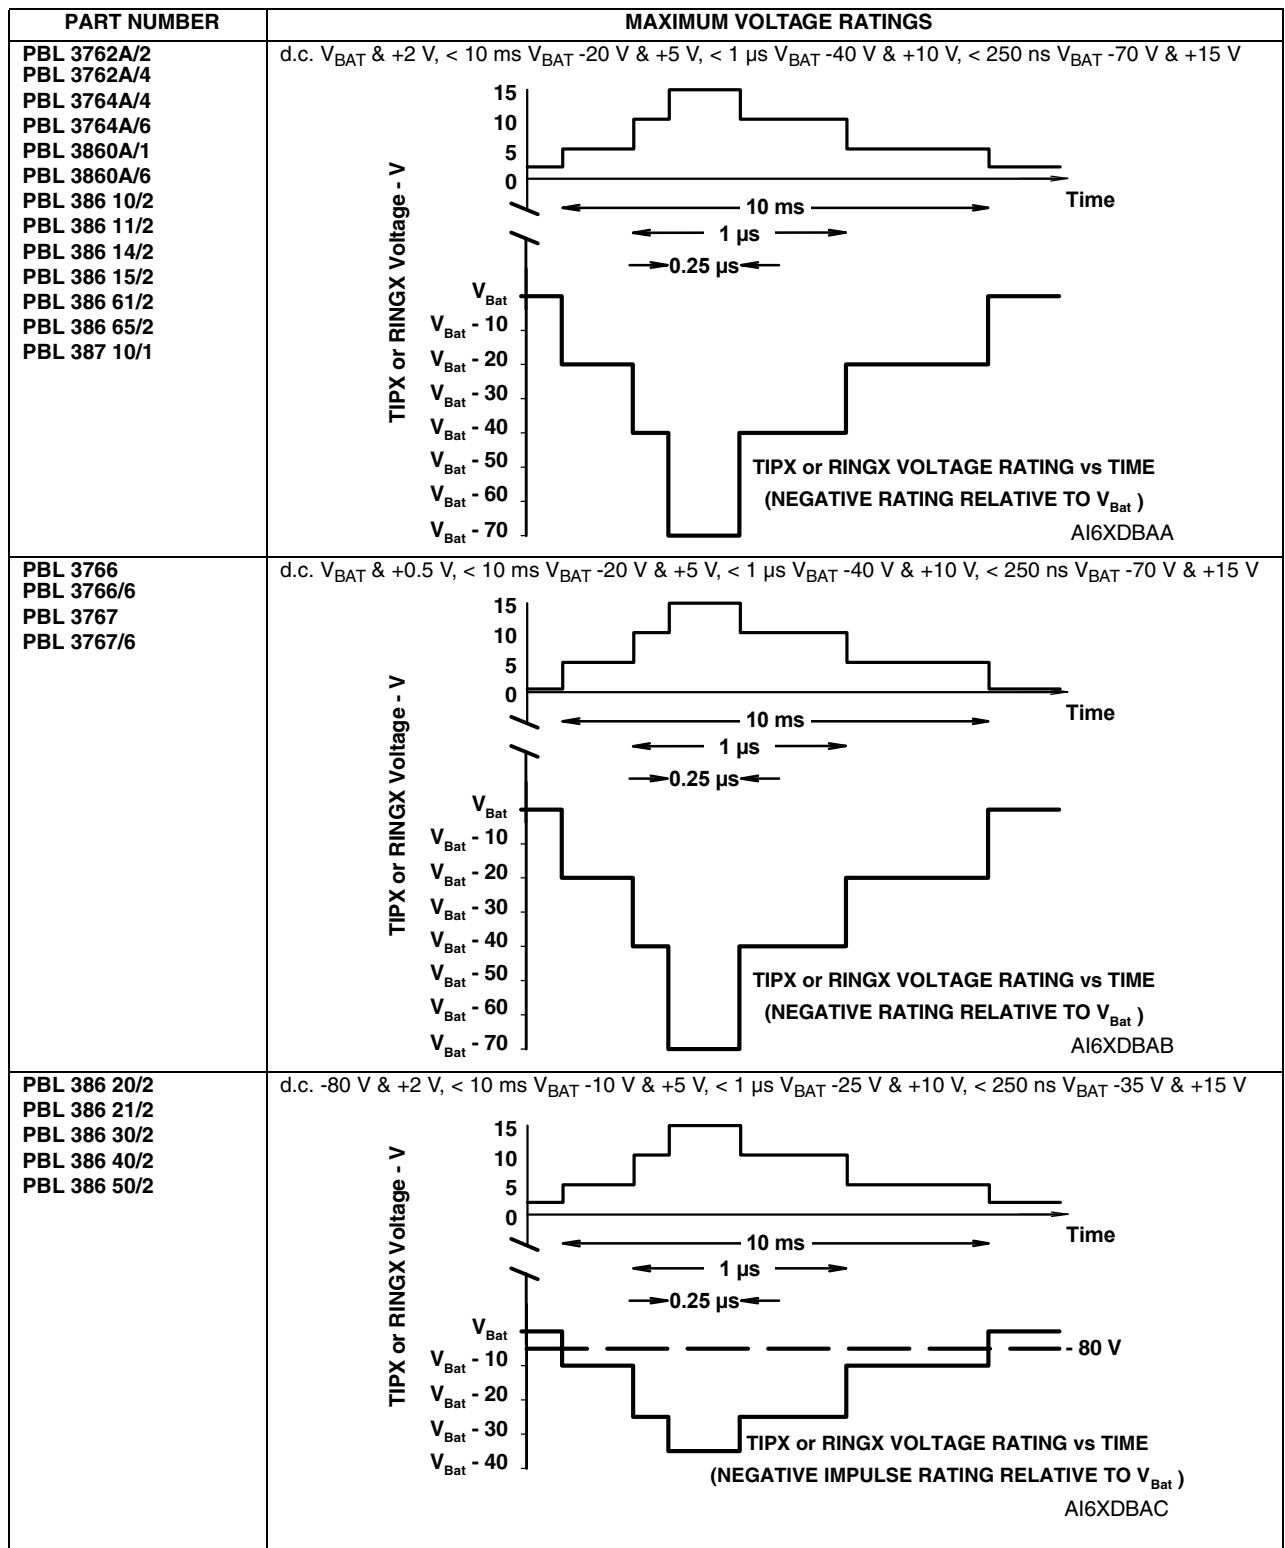 PART NUMBER
MAXIMUM VOLTAGE RATINGS
PBL 3762A/2
PBL 3762A/4
PBL 3764A/4
PBL 3764A/6
PBL 3860A/1
PBL 3860A/6
PBL 386 10/2
PBL 386 11/2
PBL 386 14/2
PBL 386 15/2
PBL 386 61/2
PBL 386 65/2
PBL 387 10/1
d.c. VBAT & +2 V, < 10 ms VBAT -20 V & +5 V, < 1 µs VBAT -40 V & +10 V, < 250 ns VBAT -70 V & +15 V
TIPX or RINGX Voltage - V
15
10
5
0
Time
10 ms
1 µs
0.25 µs
VBat
VBat - 10
VBat - 20
VBat - 30
VBat - 40
VBat - 50
VBat - 60
VBat - 70
TIPX or RINGX VOLTAGE RATING vs TIME
(NEGATIVE RATING RELATIVE TO VBat )
AI6XDBAA
PBL 3766
PBL 3766/6
PBL 3767
PBL 3767/6
d.c. VBAT & +0.5 V, < 10 ms VBAT -20 V & +5 V, < 1 µs VBAT -40 V & +10 V, < 250 ns VBAT -70 V & +15 V
TIPX or RINGX Voltage - V
15
10
5
0
Time
10 ms
1 µs
0.25 µs
VBat
VBat - 10
VBat - 20
VBat - 30
VBat - 40
VBat - 50
VBat - 60
VBat - 70
TIPX or RINGX VOLTAGE RATING vs TIME
(NEGATIVE RATING RELATIVE TO VBat )
AI6XDBAB
PBL 386 20/2
PBL 386 21/2
PBL 386 30/2
PBL 386 40/2
PBL 386 50/2
d.c. -80 V & +2 V, < 10 ms VBAT -10 V & +5 V, < 1 µs VBAT -25 V & +10 V, < 250 ns VBAT -35 V & +15 V
TIPX or RINGX Voltage - V
15
10
5
0
Time
10 ms
1 µs
0.25 µs
VBat
- 80 V
VBat - 10
VBat - 20
VBat - 30
VBat - 40
TIPX or RINGX VOLTAGE RATING vs TIME
(NEGATIVE IMPULSE RATING RELATIVE TO VBat )
AI6XDBAC